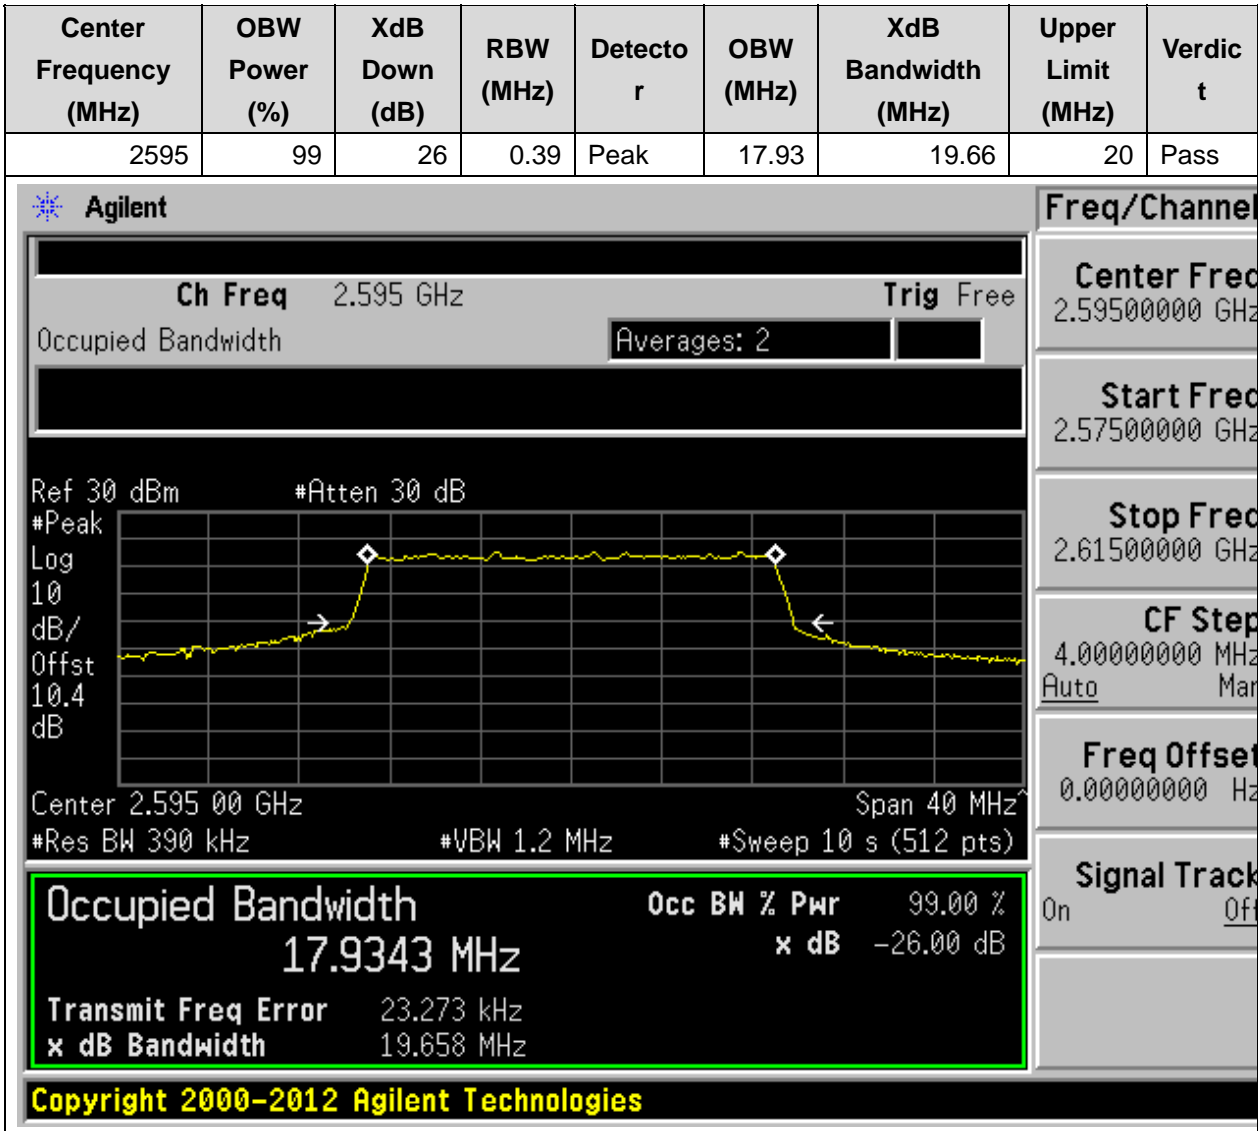 Center Frequency (MHz) OBW Power (%) XdB Down (dB) RBW (MHz) Detecto r OBW (MHz) XdB Bandwidth (MHz) Upper Limit (MHz) Verdic t
2595 99 26 0.39 Peak 17.93 19.66 20 Pass
Agilent
Freq/Channel
Ch Freq 2.595 GHz Trig Free
Occupied Bandwidth Averages: 2
Center Freq
2.59500000 GHz
Start Freq
2.57500000 GHz
Stop Freq
2.61500000 GHz
CF Step
4.00000000 MHz
Auto Man
Freq Offset
0.00000000 Hz
Signal Track
On Off
Ref 30 dBm #Atten 30 dB
#Peak
Log
10
dB/
Offst
10.4
dB
Center 2.595 00 GHz Span 40 MHz^
#Res BW 390 kHz #VBW 1.2 MHz #Sweep 10 s (512 pts)
Occupied Bandwidth Occ BW % Pwr 99.00 %
17.9343 MHz x dB -26.00 dB
Transmit Freq Error 23.273 kHz
x dB Bandwidth 19.658 MHz
Copyright 2000-2012 Agilent Technologies